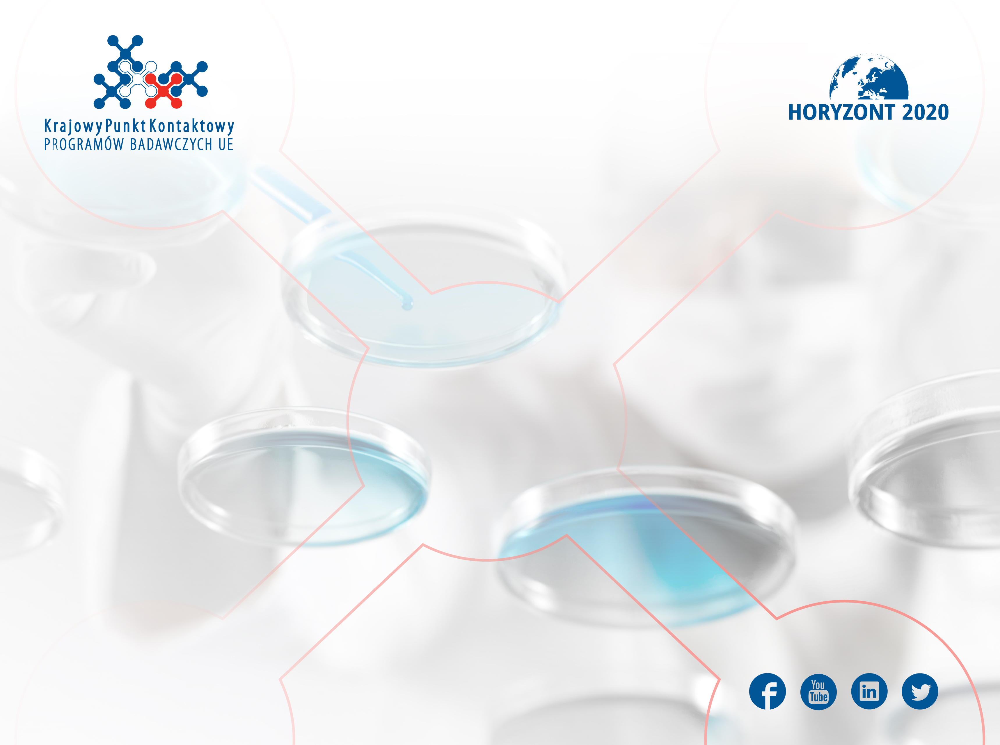 Krajowy Punkt Kontaktowy
PROGRAMÓW BADAWCZYCH UE
HORYZONT 2020
f
You
Tube
in